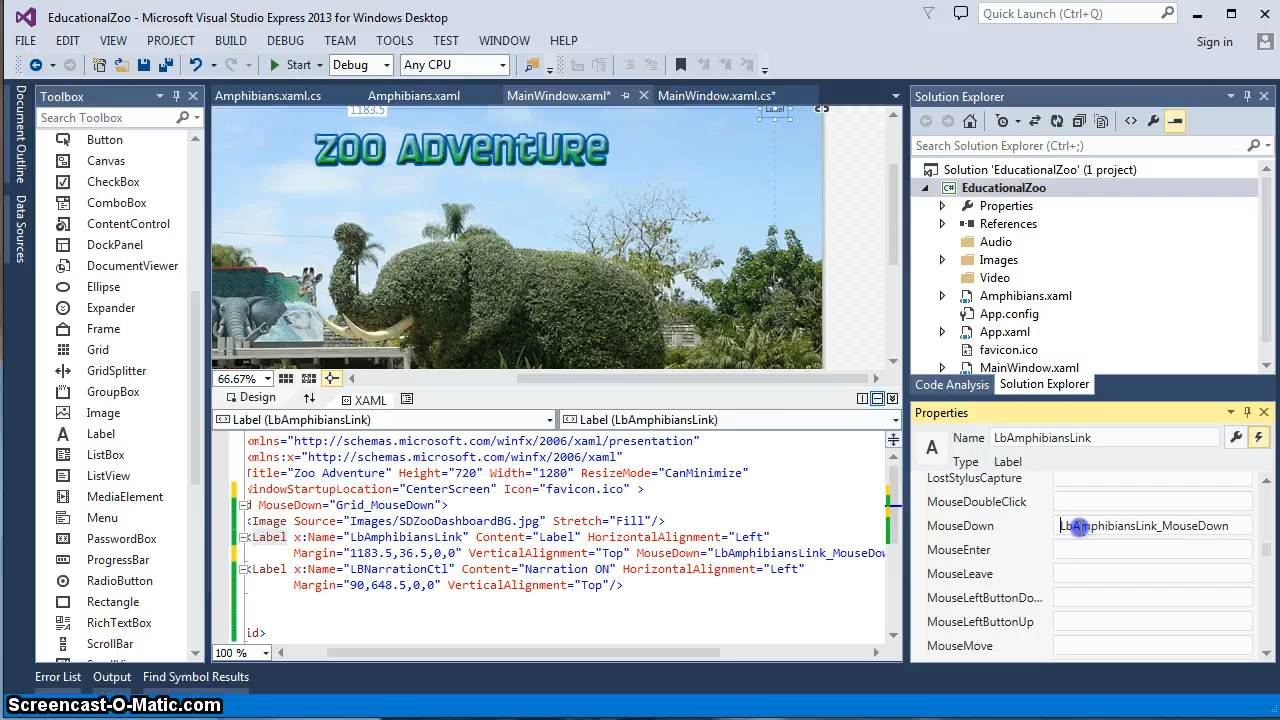 EducationalZoo - Microsoft Visual Studio Express 2013 for Windows Desktop
Quick Launch (Ctrl+Q)
FILE EDIT VIEW PROJECT BUILD DEBUG TEAM TOOLS TEST WINDOW HELP
Sign in
Start Debug Any CPU
Document Outline
Data Sources
Toolbox
Search Toolbox
Button
Canvas
CheckBox
ComboBox
ContentControl
DockPanel
DocumentViewer
Ellipse
Expander
Frame
Grid
GridSplitter
GroupBox
Image
Label
ListBox
ListView
MediaElement
Menu
PasswordBox
ProgressBar
RadioButton
Rectangle
RichTextBox
ScrollBar
Amphibians.xaml.cs Amphibians.xaml MainWindow.xaml* MainWindow.xaml.cs*
1183.5
Label
Zoo Adventure
66.67%
Design XAML
Label (LbAmphibiansLink) Label (LbAmphibiansLink)
xmlns="http://schemas.microsoft.com/winfx/2006/xaml/presentation"
xmlns:x="http://schemas.microsoft.com/winfx/2006/xaml"
Title="Zoo Adventure" Height="720" Width="1280" ResizeMode="CanMinimize"
WindowStartupLocation="CenterScreen" Icon="favicon.ico" >
d MouseDown="Grid_MouseDown">
<Image Source="Images/SDZooDashboardBG.jpg" Stretch="Fill"/>
<Label x:Name="LbAmphibiansLink" Content="Label" HorizontalAlignment="Left"
Margin="1183.5,36.5,0,0" VerticalAlignment="Top" MouseDown="LbAmphibiansLink_MouseDow
<Label x:Name="LBNarrationCtl" Content="Narration ON" HorizontalAlignment="Left"
Margin="90,648.5,0,0" VerticalAlignment="Top"/>
id>
100 %
Solution Explorer
Search Solution Explorer (Ctrl+;)
Solution 'EducationalZoo' (1 project)
C# EducationalZoo
Properties
References
Audio
Images
Video
Amphibians.xaml
App.config
App.xaml
favicon.ico
MainWindow.xaml
Code Analysis Solution Explorer
Properties
Name LbAmphibiansLink
Type Label
LostStylusCapture
MouseDoubleClick
MouseDown LbAmphibiansLink_MouseDown
MouseEnter
MouseLeave
MouseLeftButtonDo...
MouseLeftButtonUp
MouseMove
Error List Output Find Symbol Results
Screencast-O-Matic.com